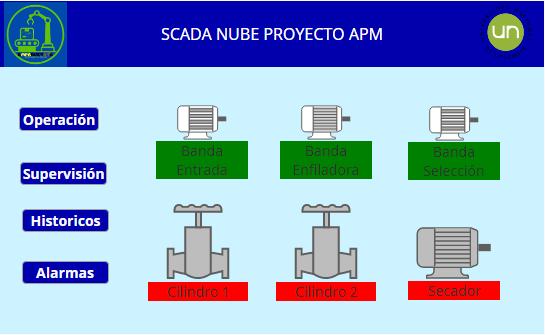 SCADA NUBE PROYECTO APM
un
Operación
Supervisión
Historicos
Alarmas
Banda
Entrada
Banda
Enfiladora
Banda
Selección
Cilindro 1
Cilindro 2
Secador